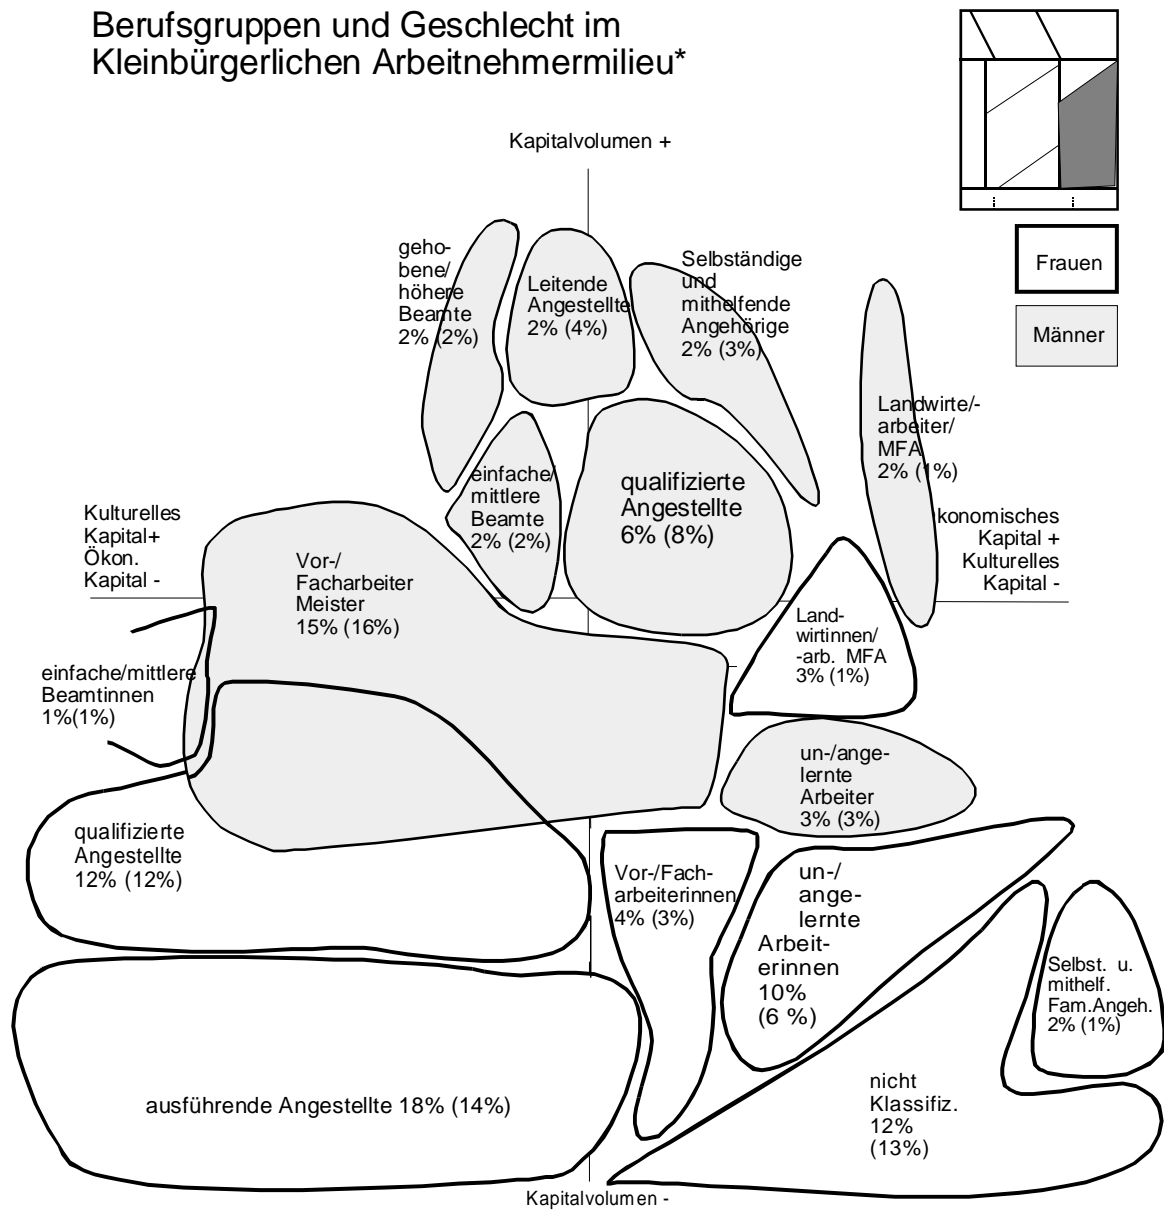 Berufsgruppen und Geschlecht im
Kleinbürgerlichen Arbeitnehmermilieu*
Kapitalvolumen +
Frauen
Männer
geho-
bene/
höhere
Beamte
2% (2%)
Leitende
Angestellte
2% (4%)
Selbständige
und
mithelfende
Angehörige
2% (3%)
Landwirte/-
arbeiter/
MFA
2% (1%)
einfache/
mittlere
Beamte
2% (2%)
qualifizierte
Angestellte
6% (8%)
Kulturelles
Kapital+
Ökon.
Kapital -
konomisches
Kapital +
Kulturelles
Kapital -
Vor-/
Facharbeiter
Meister
15% (16%)
Land-
wirtinnen/
-arb. MFA
3% (1%)
einfache/mittlere
Beamtinnen
1%(1%)
un-/ange-
lernte
Arbeiter
3% (3%)
qualifizierte
Angestellte
12% (12%)
Vor-/Fach-
arbeiterinnen
4% (3%)
un-/
ange-
lernte
Arbeit-
erinnen
10%
(6 %)
Selbst. u.
mithelf.
Fam.Angeh.
2% (1%)
ausführende Angestellte 18% (14%)
nicht
Klassifiz.
12%
(13%)
Kapitalvolumen -